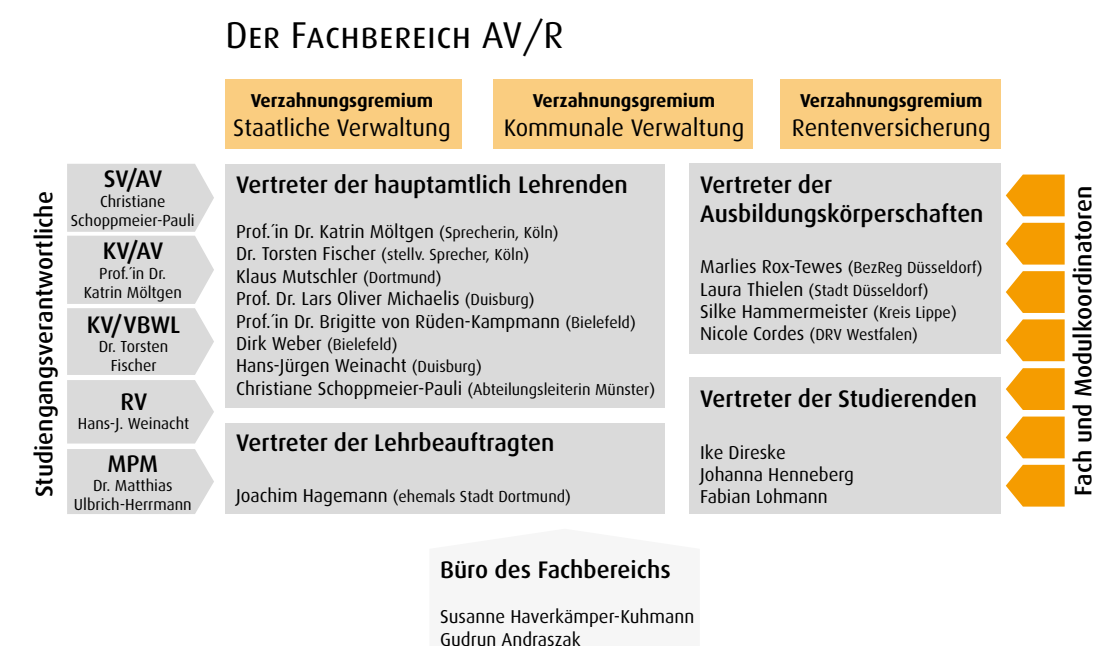 DER FACHBEREICH AV/R
Verzahnungsgremium
Staatliche Verwaltung
Verzahnungsgremium
Kommunale Verwaltung
Verzahnungsgremium
Rentenversicherung
Studiengangsverantwortliche
SV/AV
Christiane
Schoppmeier-Pauli
KV/AV
Prof.´in Dr.
Katrin Möltgen
KV/VBWL
Dr. Torsten
Fischer
RV
Hans-J. Weinacht
MPM
Dr. Matthias
Ulbrich-Herrmann
Vertreter der hauptamtlich Lehrenden
Prof.´in Dr. Katrin Möltgen (Sprecherin, Köln)
Dr. Torsten Fischer (stellv. Sprecher, Köln)
Klaus Mutschler (Dortmund)
Prof. Dr. Lars Oliver Michaelis (Duisburg)
Prof.´in Dr. Brigitte von Rüden-Kampmann (Bielefeld)
Dirk Weber (Bielefeld)
Hans-Jürgen Weinacht (Duisburg)
Christiane Schoppmeier-Pauli (Abteilungsleiterin Münster)
Vertreter der Lehrbeauftragten
Joachim Hagemann (ehemals Stadt Dortmund)
Vertreter der
Ausbildungskörperschaften
Marlies Rox-Tewes (BezReg Düsseldorf)
Laura Thielen (Stadt Düsseldorf)
Silke Hammermeister (Kreis Lippe)
Nicole Cordes (DRV Westfalen)
Vertreter der Studierenden
Ike Direske
Johanna Henneberg
Fabian Lohmann
Fach und Modulkoordinatoren
Büro des Fachbereichs
Susanne Haverkämper-Kuhmann
Gudrun Andraszak